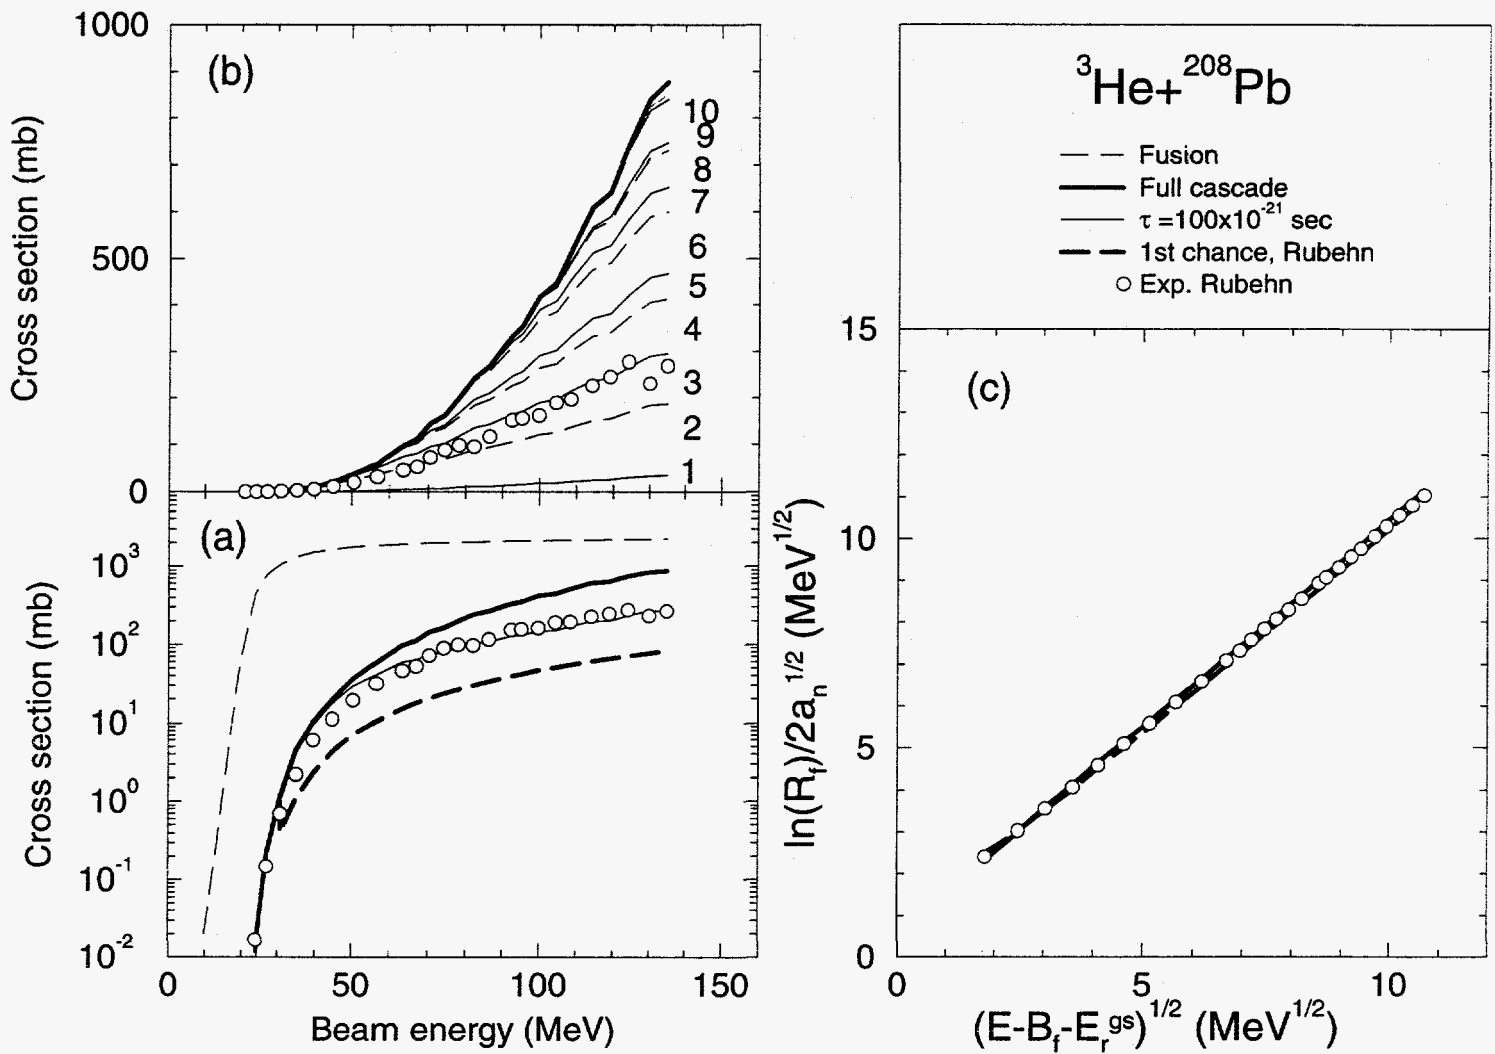 1000
500
0
Cross section (mb)
(b)
10
9
8
7
6
5
4
3
2
1
(a)
10³
10²
10¹
10⁰
10⁻¹
10⁻²
Cross section (mb)
0 50 100 150
Beam energy (MeV)
³He+²⁰⁸Pb
Fusion
Full cascade
τ =100x10⁻²¹ sec
1st chance, Rubehn
Exp. Rubehn
15
10
5
0
(c)
ln(R_f)/2a_n^1/2 (MeV^1/2)
0 5 10
(E-B_f-E_r^gs)^1/2 (MeV^1/2)